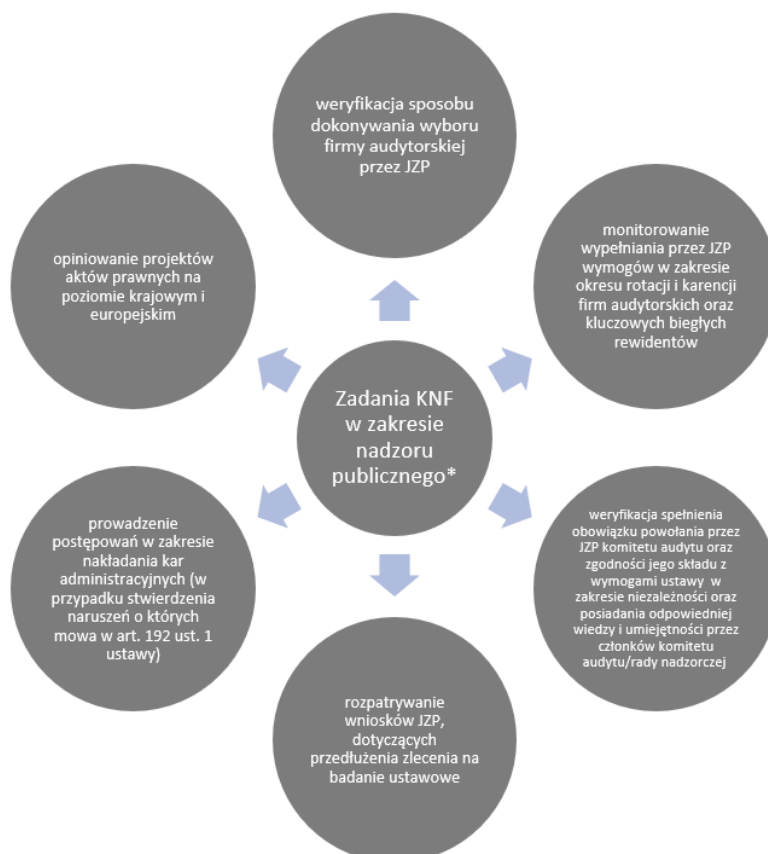 weryfikacja sposobu
dokonywania wyboru
firmy audytorskiej
przez JZP
monitorowanie
wypełniania przez JZP
wymogów w zakresie
okresu rotacji i karencji
firm audytorskich oraz
kluczowych biegłych
rewidentów
opiniowanie projektów
aktów prawnych na
poziomie krajowym i
europejskim
Zadania KNF
w zakresie
nadzoru
publicznego*
weryfikacja spełnienia
obowiązku powołania przez
JZP komitetu audytu oraz
zgodności jego składu z
wymogami ustawy w
zakresie niezależności oraz
posiadania odpowiedniej
wiedzy i umiejętności przez
członków komitetu
audytu/rady nadzorczej
prowadzenie
postępowań w zakresie
nakładania kar
administracyjnych (w
przypadku stwierdzenia
naruszeń o których
mowa w art. 192 ust. 1
ustawy)
rozpatrywanie
wniosków JZP,
dotyczących
przedłużenia zlecenia na
badanie ustawowe